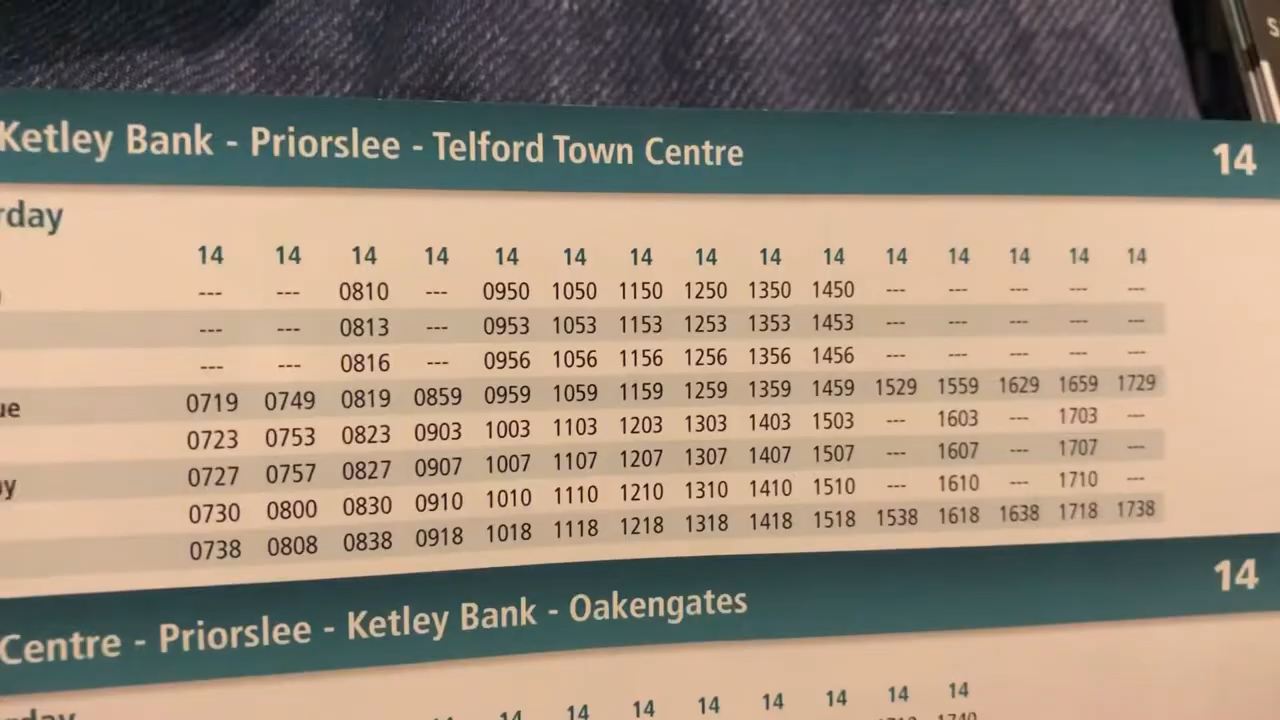 Ketley Bank - Priorslee - Telford Town Centre 14
rday
14 14 14 14 14 14 14 14 14 14 14 14 14 14 14
--- --- 0810 --- 0950 1050 1150 1250 1350 1450 --- --- --- --- ---
--- --- 0813 --- 0953 1053 1153 1253 1353 1453 --- --- --- --- ---
--- --- 0816 --- 0956 1056 1156 1256 1356 1456 --- --- --- --- ---
ue 0719 0749 0819 0859 0959 1059 1159 1259 1359 1459 1529 1559 1629 1659 1729
0723 0753 0823 0903 1003 1103 1203 1303 1403 1503 --- 1603 --- 1703 ---
py 0727 0757 0827 0907 1007 1107 1207 1307 1407 1507 --- 1607 --- 1707 ---
0730 0800 0830 0910 1010 1110 1210 1310 1410 1510 --- 1610 --- 1710 ---
0738 0808 0838 0918 1018 1118 1218 1318 1418 1518 1538 1618 1638 1718 1738
Centre - Priorslee - Ketley Bank - Oakengates 14
rday
14 14 14 14 14 14 14 14
1740